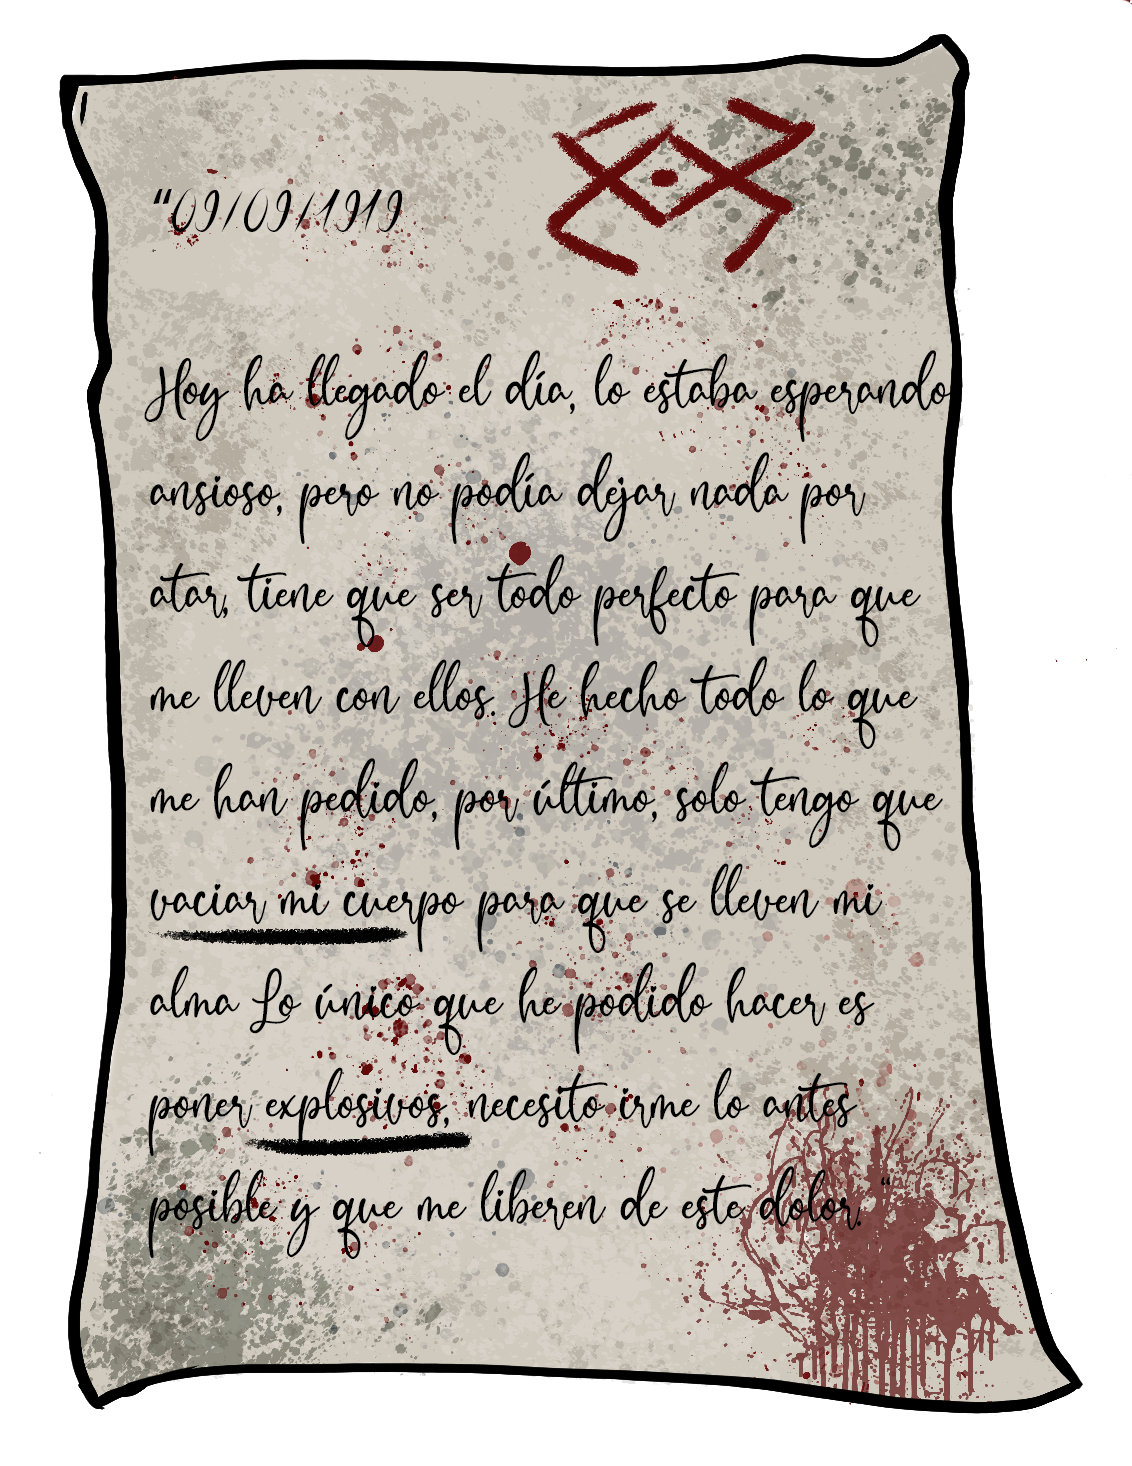 “09/09/1919
Hoy ha llegado el día, lo estaba esperando
ansioso, pero no podía dejar nada por
atar, tiene que ser todo perfecto para que
me lleven con ellos. He hecho todo lo que
me han pedido, por último, solo tengo que
vaciar mi cuerpo para que se lleven mi
alma Lo único que he podido hacer es
poner explosivos, necesito irme lo antes
posible y que me liberen de este dolor. “